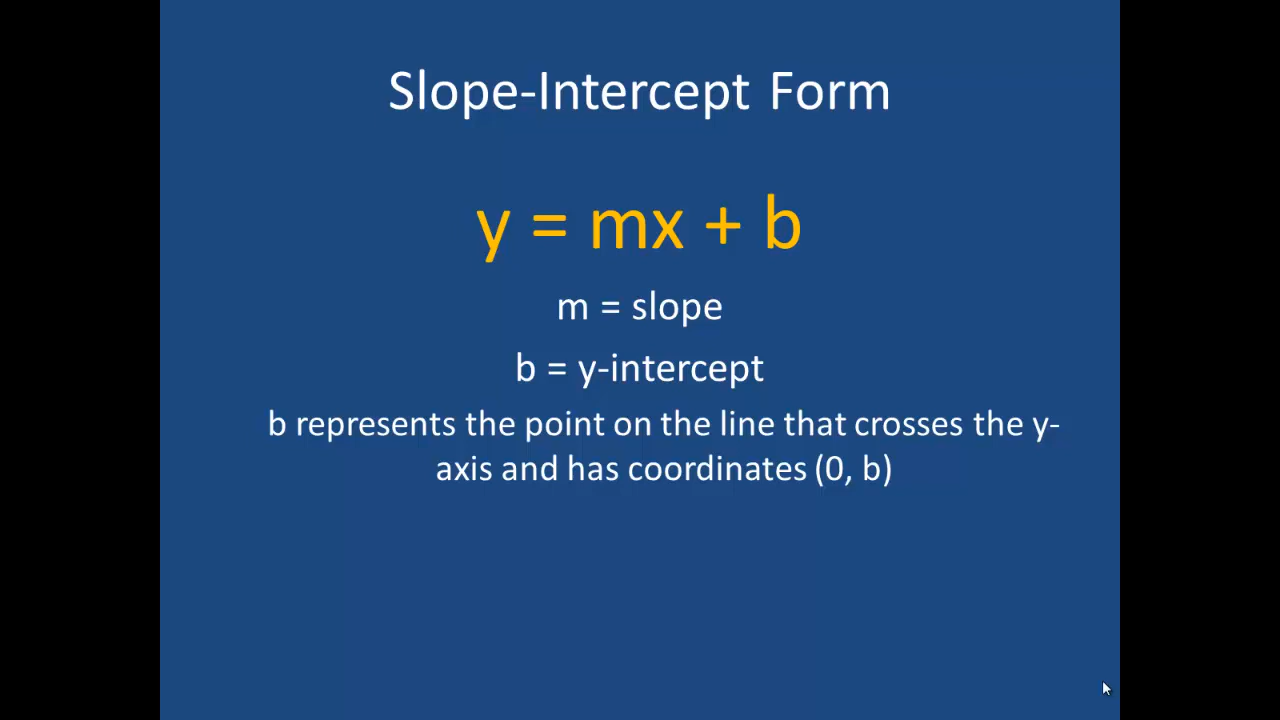 Slope-Intercept Form
y = mx + b
m = slope
b = y-intercept
b represents the point on the line that crosses the y-
axis and has coordinates (0, b)